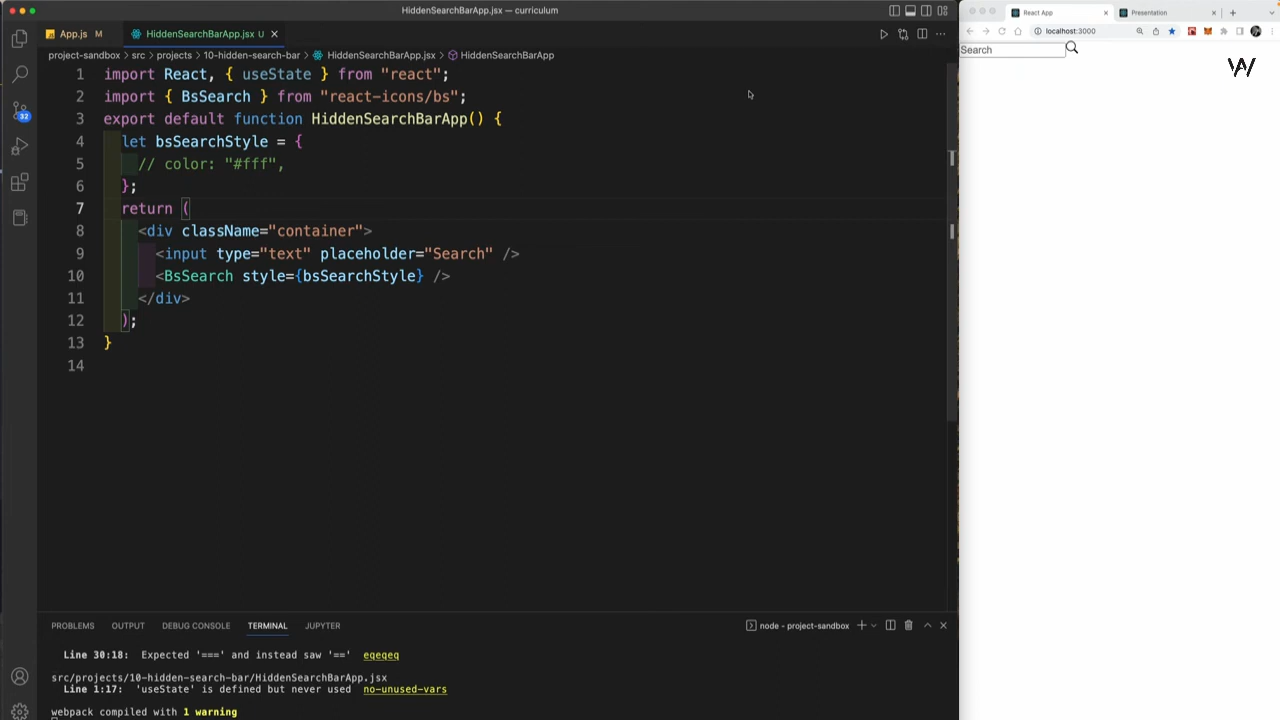 HiddenSearchBarApp.jsx — curriculum
App.js M
HiddenSearchBarApp.jsx U
project-sandbox > src > projects > 10-hidden-search-bar > HiddenSearchBarApp.jsx > HiddenSearchBarApp
1 import React, { useState } from "react";
2 import { BsSearch } from from "react-icons/bs";
3 export default function HiddenSearchBarApp() {
4 let bsSearchStyle = {
5 // color: "#fff",
6 };
7 return (
8 <div className="container">
9 <input type="text" placeholder="Search" />
10 <BsSearch style={bsSearchStyle} />
11 </div>
12 );
13 }
14
32
PROBLEMS OUTPUT DEBUG CONSOLE TERMINAL JUPYTER
node - project-sandbox
Line 30:18: Expected '===' and instead saw '==' eqeqeq
src/projects/10-hidden-search-bar/HiddenSearchBarApp.jsx
Line 1:17: 'useState' is defined but never used no-unused-vars
webpack compiled with 1 warning
React App
Presentation
localhost:3000
Search
W